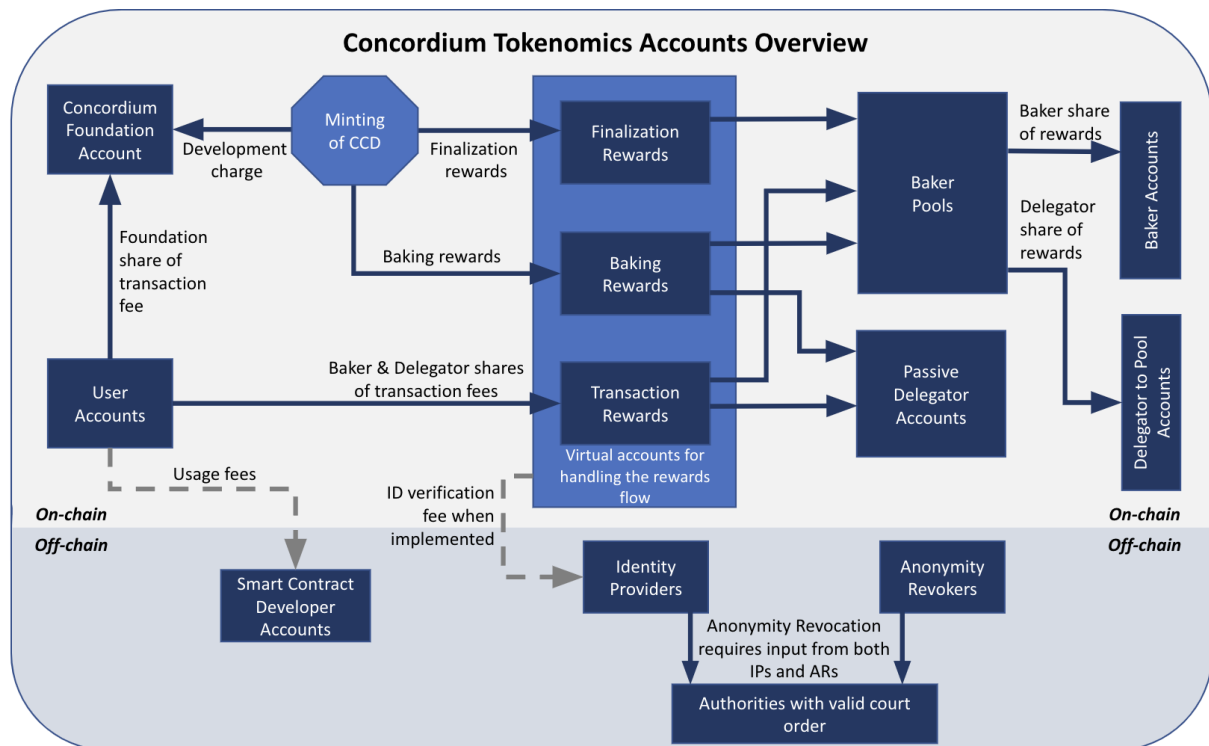 Concordium Tokenomics Accounts Overview
Concordium
Foundation
Account
Development
charge
Minting
of CCD
Finalization
rewards
Finalization
Rewards
Baker
Pools
Baker share
of rewards
Baker Accounts
Delegator
share of
rewards
Foundation
share of
transaction
fee
Baking rewards
Baking
Rewards
User
Accounts
Baker & Delegator shares
of transaction fees
Transaction
Rewards
Passive
Delegator
Accounts
Delegator to Pool
Accounts
Virtual accounts for
handling the rewards
flow
Usage fees
ID verification
fee when
implemented
On-chain
On-chain
Off-chain
Off-chain
Smart Contract
Developer
Accounts
Identity
Providers
Anonymity
Revokers
Anonymity Revocation
requires input from both
IPs and ARs
Authorities with valid court
order